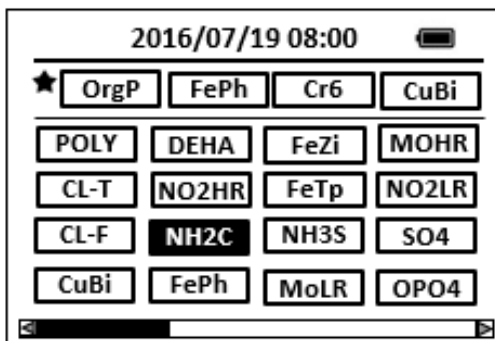 2016/07/19 08:00
OrgP FePh Cr6 CuBi
POLY DEHA FeZi MOHR
CL-T NO2HR FeTp NO2LR
CL-F NH2C NH3S SO4
CuBi FePh MoLR OPO4